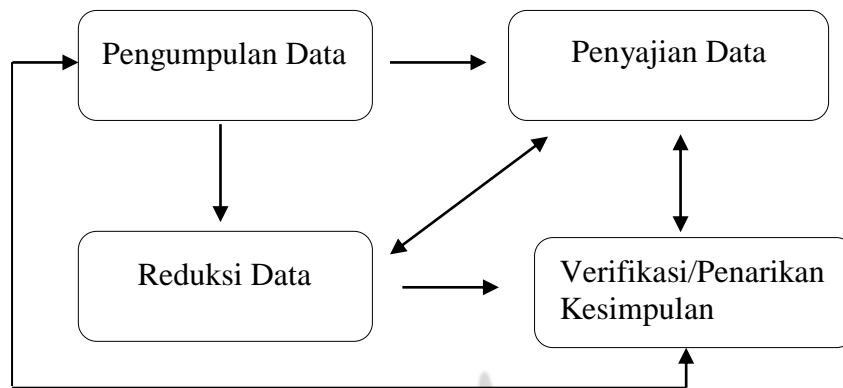 Pengumpulan Data
Penyajian Data
Reduksi Data
Verifikasi/Penarikan
Kesimpulan